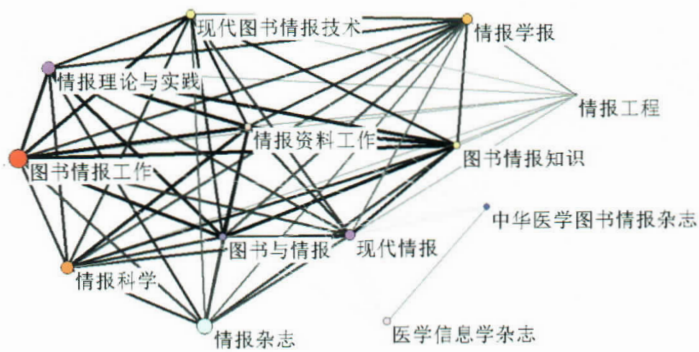 现代图书情报技术
情报学报
情报理论与实践
情报工程
情报资料工作
图书情报知识
图书情报工作
中华医学图书情报杂志
图书与情报
现代情报
情报科学
情报杂志
医学信息学杂志